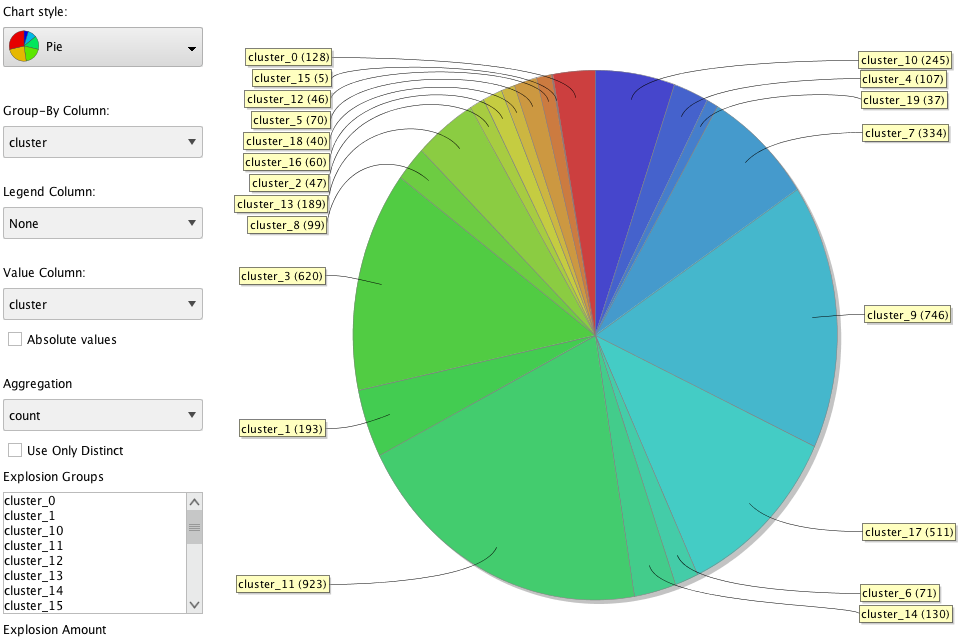 Chart style:
Pie
Group-By Column:
cluster
Legend Column:
None
Value Column:
cluster
Absolute values
Aggregation
count
Use Only Distinct
Explosion Groups
cluster_0
cluster_1
cluster_10
cluster_11
cluster_12
cluster_13
cluster_14
cluster_15
Explosion Amount
cluster_0 (128)
cluster_15 (5)
cluster_12 (46)
cluster_5 (70)
cluster_18 (40)
cluster_16 (60)
cluster_2 (47)
cluster_13 (189)
cluster_8 (99)
cluster_3 (620)
cluster_1 (193)
cluster_11 (923)
cluster_10 (245)
cluster_4 (107)
cluster_19 (37)
cluster_7 (334)
cluster_9 (746)
cluster_17 (511)
cluster_6 (71)
cluster_14 (130)